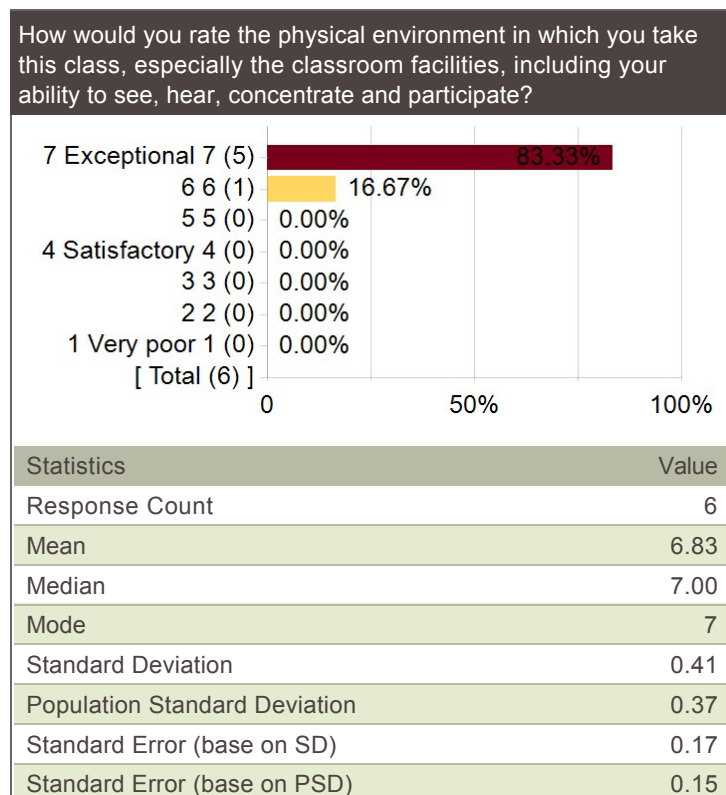 How would you rate the physical environment in which you take
this class, especially the classroom facilities, including your
ability to see, hear, concentrate and participate?
7 Exceptional 7 (5) 83.33%
6 6 (1) 16.67%
5 5 (0) 0.00%
4 Satisfactory 4 (0) 0.00%
3 3 (0) 0.00%
2 2 (0) 0.00%
1 Very poor 1 (0) 0.00%
[ Total (6) ]
0 50% 100%
Statistics Value
Response Count 6
Mean 6.83
Median 7.00
Mode 7
Standard Deviation 0.41
Population Standard Deviation 0.37
Standard Error (base on SD) 0.17
Standard Error (base on PSD) 0.15